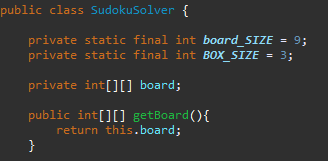 public class SudokuSolver {
private static final int board_SIZE = 9;
private static final int BOX_SIZE = 3;
private int[][] board;
public int[][] getBoard(){
return this.board;
}